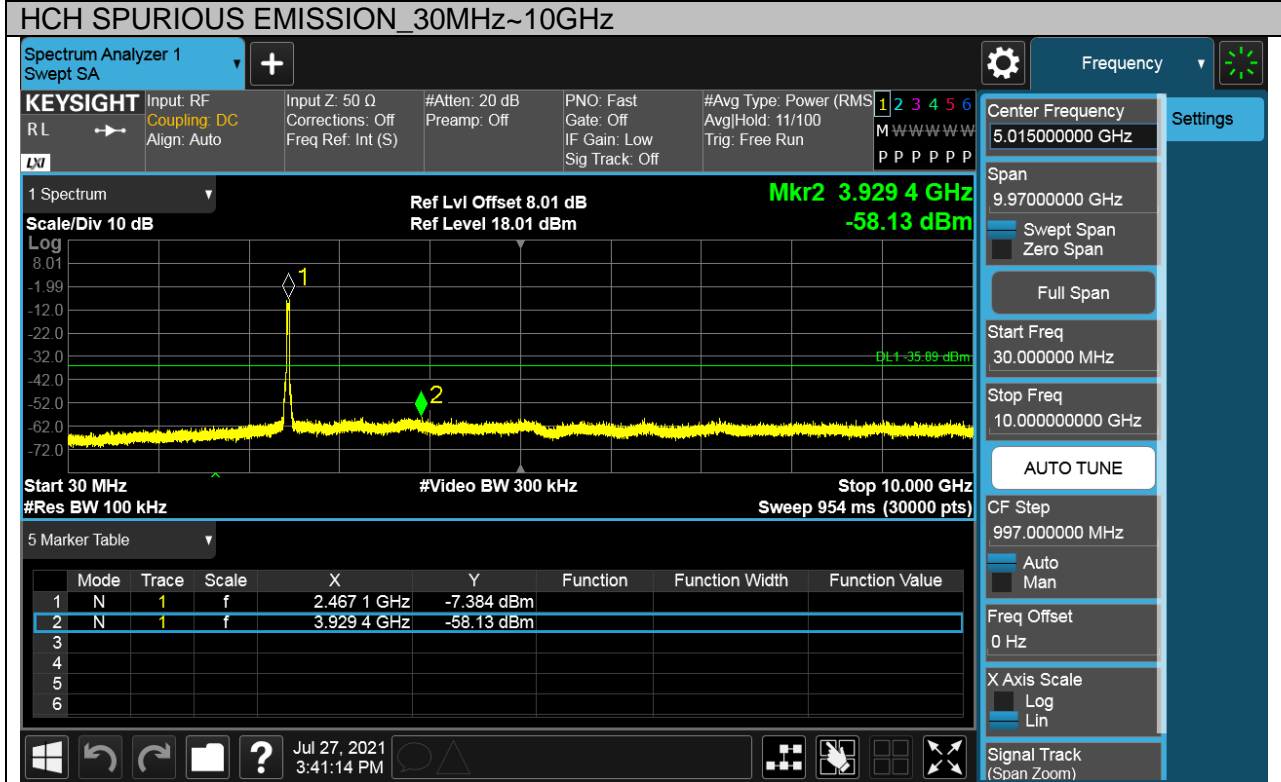 HCH SPURIOUS EMISSION_30MHz~10GHz
Spectrum Analyzer 1
Swept SA
Frequency
KEYSIGHT
RL
LXI
Input: RF
Coupling: DC
Align: Auto
Input Z: 50 Ω
Corrections: Off
Freq Ref: Int (S)
#Atten: 20 dB
Preamp: Off
PNO: Fast
Gate: Off
IF Gain: Low
Sig Track: Off
#Avg Type: Power (RMS
Avg|Hold: 11/100
Trig: Free Run
1 2 3 4 5 6
M W W W W W
P P P P P P
1 Spectrum
Scale/Div 10 dB
Ref Lvl Offset 8.01 dB
Ref Level 18.01 dBm
Mkr2 3.929 4 GHz
-58.13 dBm
Log
8.01
-1.99
-12.0
-22.0
-32.0
-42.0
-52.0
-62.0
-72.0
1
DL1 -35.89 dBm
2
Start 30 MHz
#Video BW 300 kHz
Stop 10.000 GHz
#Res BW 100 kHz
Sweep 954 ms (30000 pts)
5 Marker Table
Mode Trace Scale X Y Function Function Width Function Value
1 N 1 f 2.467 1 GHz -7.384 dBm
2 N 1 f 3.929 4 GHz -58.13 dBm
3
4
5
6
?
Jul 27, 2021
3:41:14 PM
Center Frequency
5.015000000 GHz
Settings
Span
9.97000000 GHz
Swept Span
Zero Span
Full Span
Start Freq
30.000000 MHz
Stop Freq
10.000000000 GHz
AUTO TUNE
CF Step
997.000000 MHz
Auto
Man
Freq Offset
0 Hz
X Axis Scale
Log
Lin
Signal Track
(Span Zoom)